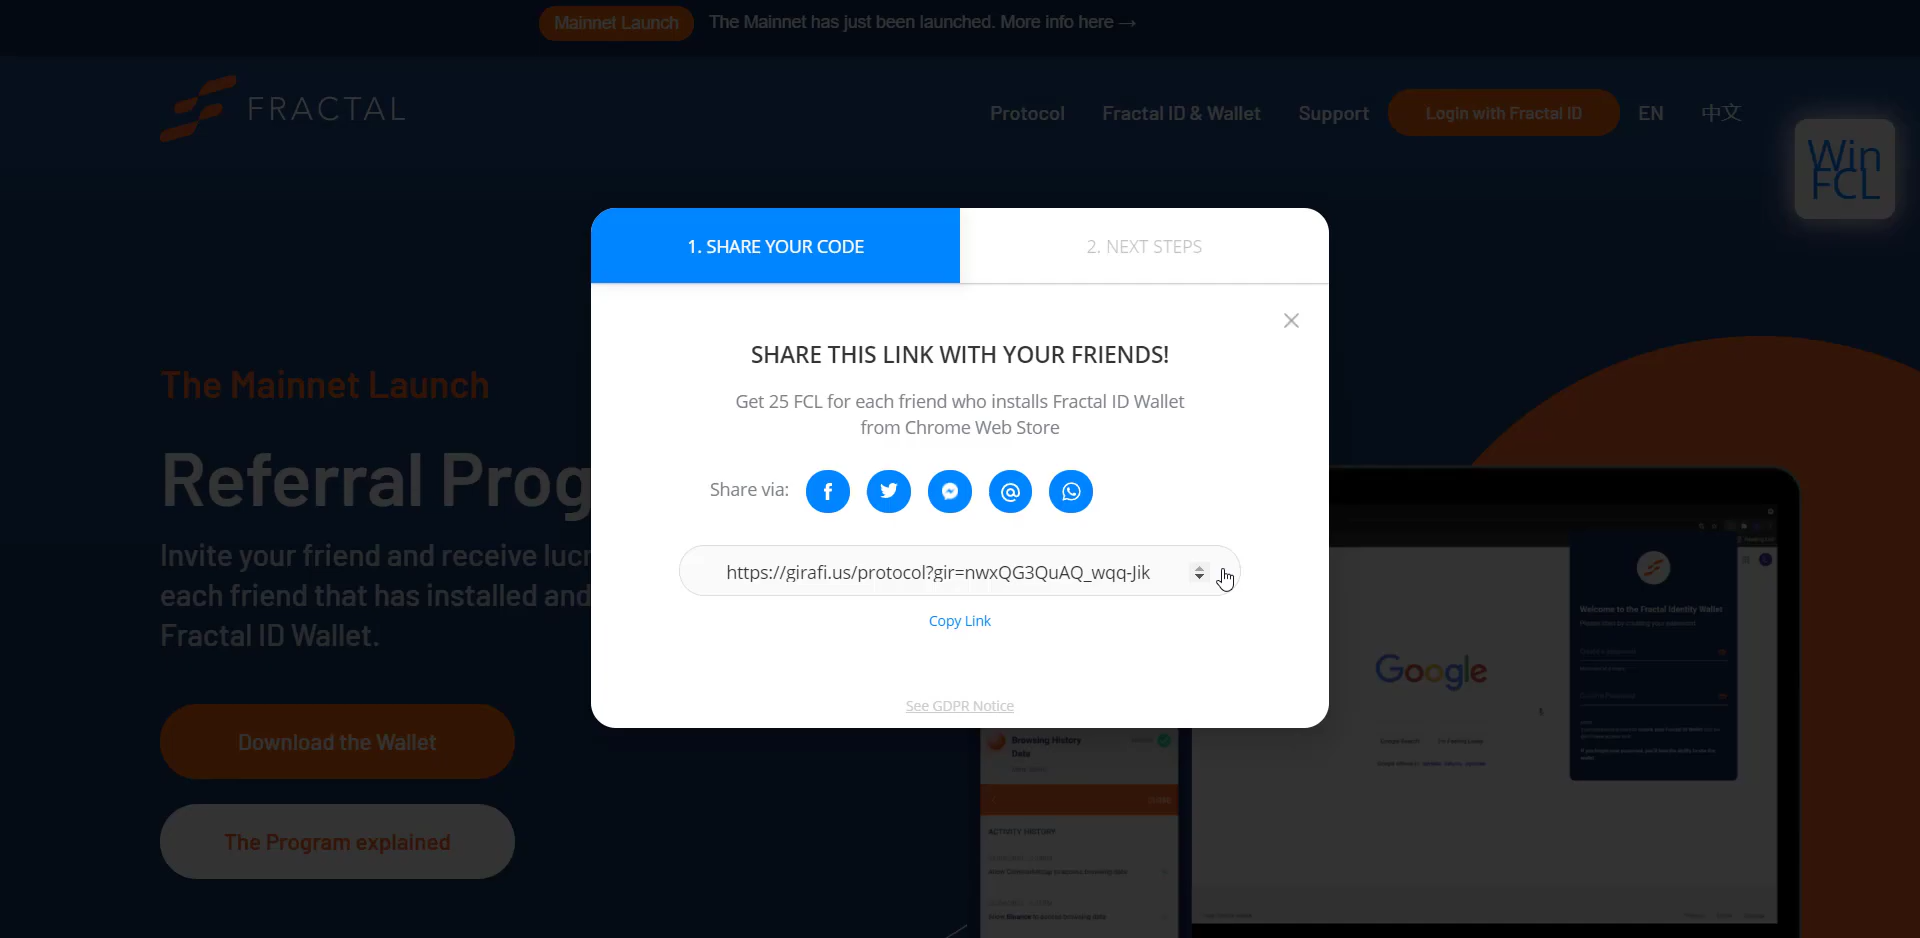 Mainnet Launch
The Mainnet has just been launched. More info here →
FRACTAL
Protocol
Fractal ID & Wallet
Support
Login with Fractal ID
EN
中文
Win
FCL
1. SHARE YOUR CODE
2. NEXT STEPS
SHARE THIS LINK WITH YOUR FRIENDS!
Get 25 FCL for each friend who installs Fractal ID Wallet
from Chrome Web Store
Share via:
https://girafi.us/protocol?gir=nwxQG3QuAQ_wqq-Jik
Copy Link
See GDPR Notice
The Mainnet Launch
Referral Prog
Invite your friend and receive lucr
each friend that has installed and
Fractal ID Wallet.
Download the Wallet
The Program explained
Welcome to the Fractal Identity Wallet
Google
Google Search
Browsing History
Data
ACTIVITY HISTORY